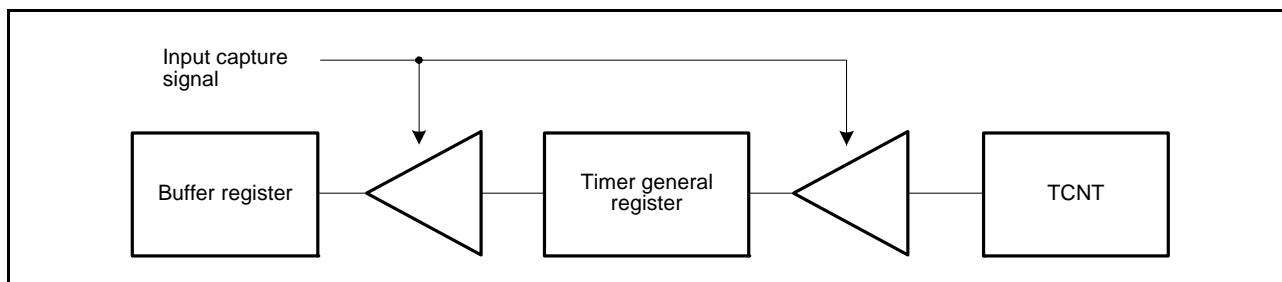 Input capture
signal
Buffer register
Timer general
register
TCNT